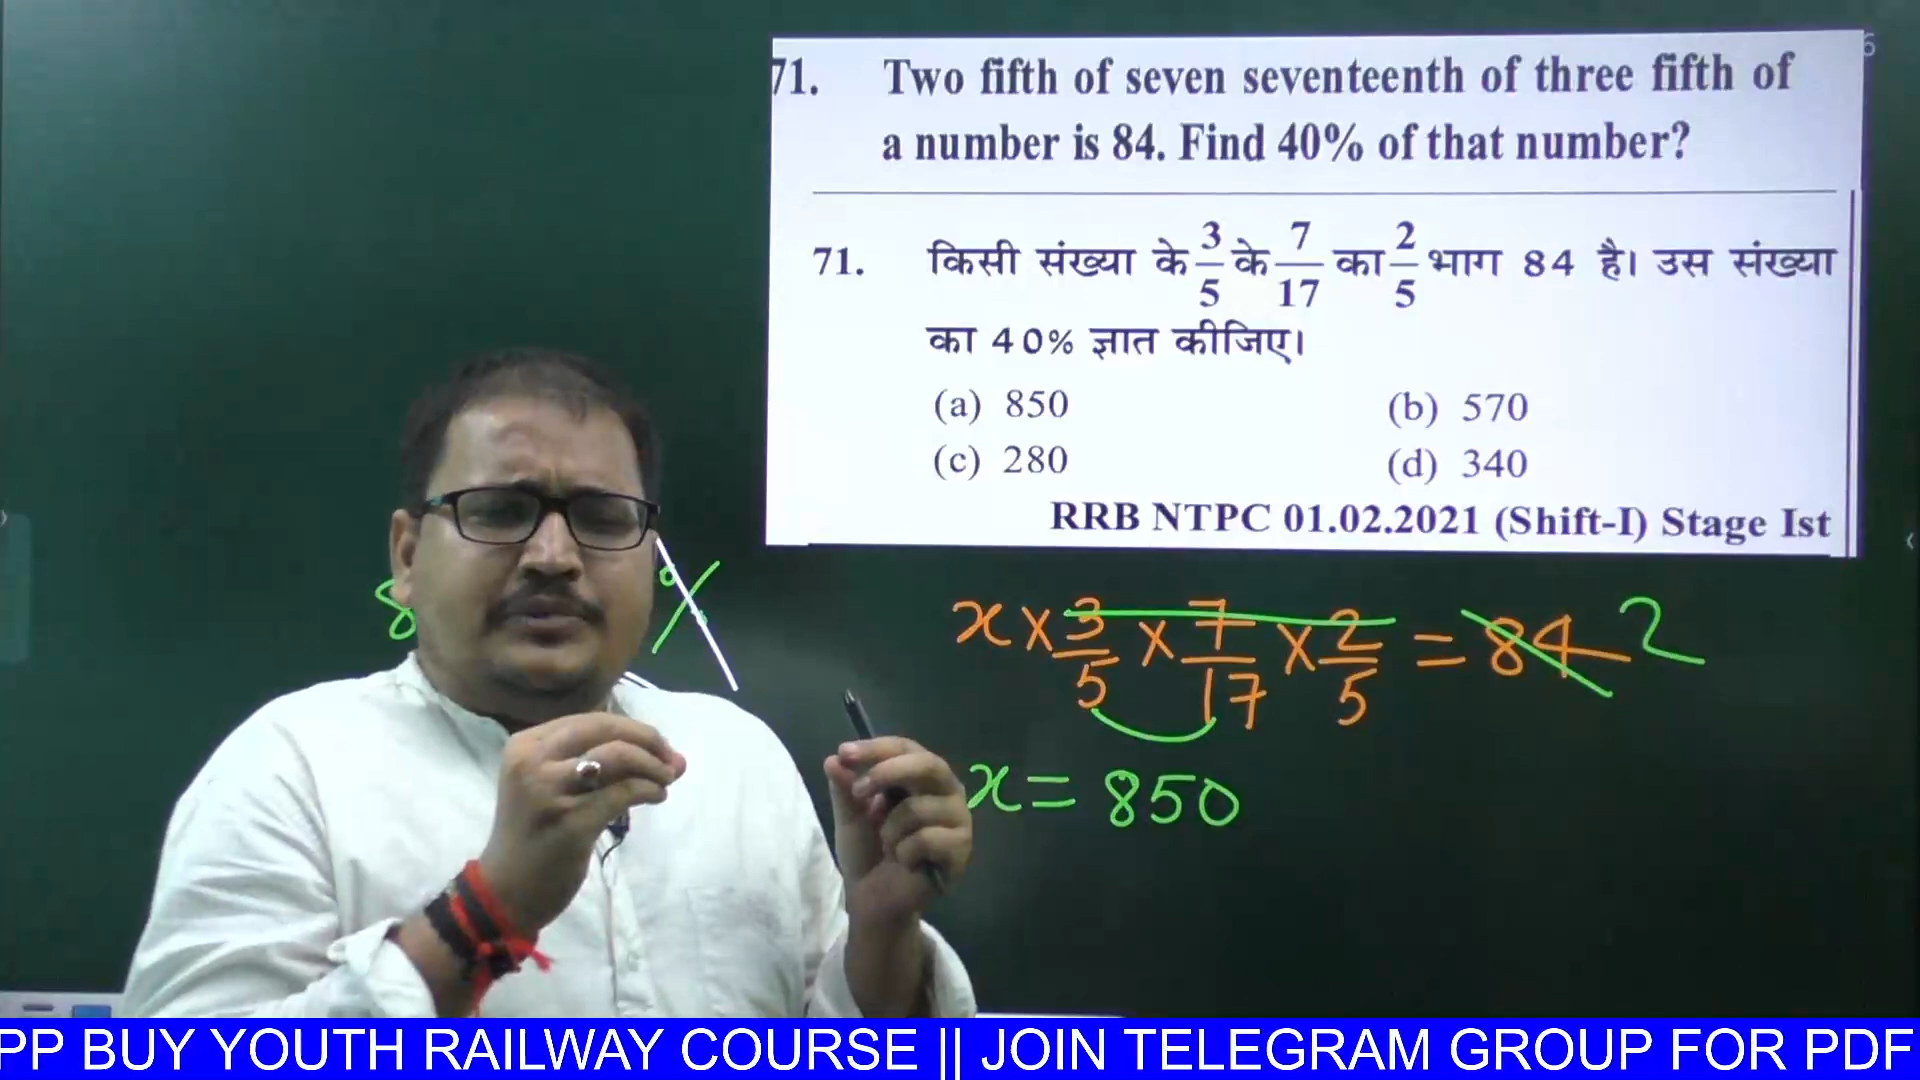 71. Two fifth of seven seventeenth of three fifth of
a number is 84. Find 40% of that number?
71. किसी संख्या के 3/5 के 7/17 का 2/5 भाग 84 है। उस संख्या
का 40% ज्ञात कीजिए।
(a) 850 (b) 570
(c) 280 (d) 340
RRB NTPC 01.02.2021 (Shift-I) Stage Ist
8 %
x × 3/5 × 7/17 × 2/5 = 84 2
x = 850
PP BUY YOUTH RAILWAY COURSE || JOIN TELEGRAM GROUP FOR PDF